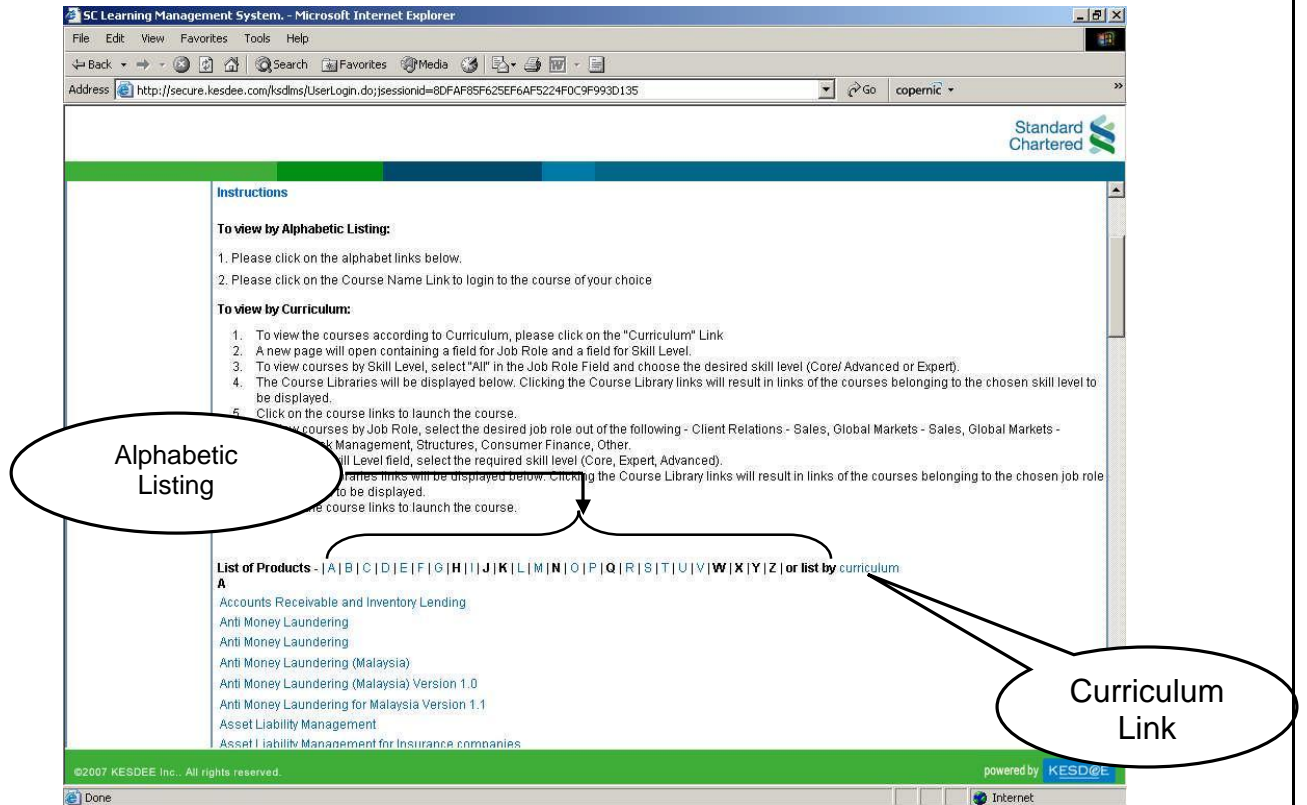 SC Learning Management System. - Microsoft Internet Explorer
File Edit View Favorites Tools Help
Back Search Favorites Media
Address http://secure.kesdee.com/ksdlms/UserLogin.do;jsessionid=8DFAF85F625EF6AF5224F0C9F993D135 Go copernic »
Standard
Chartered
Instructions
To view by Alphabetic Listing:
1. Please click on the alphabet links below.
2. Please click on the Course Name Link to login to the course of your choice
To view by Curriculum:
1. To view the courses according to Curriculum, please click on the "Curriculum" Link
2. A new page will open containing a field for Job Role and a field for Skill Level.
3. To view courses by Skill Level, select "All" in the Job Role Field and choose the desired skill level (Core/ Advanced or Expert).
4. The Course Libraries will be displayed below. Clicking the Course Library links will result in links of the courses belonging to the chosen skill level to
be displayed.
5. Click on the course links to launch the course.
courses by Job Role, select the desired job role out of the following - Client Relations - Sales, Global Markets - Sales, Global Markets -
Management, Structures, Consumer Finance, Other.
Level field, select the required skill level (Core, Expert, Advanced).
links will be displayed below. Clicking the Course Library links will result in links of the courses belonging to the chosen job role
to be displayed.
course links to launch the course.
Alphabetic
Listing
List of Products - | A | B | C | D | E | F | G | H | I | J | K | L | M | N | O | P | Q | R | S | T | U | V | W | X | Y | Z | or list by curriculum
A
Accounts Receivable and Inventory Lending
Anti Money Laundering
Anti Money Laundering
Anti Money Laundering (Malaysia)
Anti Money Laundering (Malaysia) Version 1.0
Anti Money Laundering for Malaysia Version 1.1
Asset Liability Management
Asset Liability Management for Insurance companies
Curriculum
Link
©2007 KESDEE Inc.. All rights reserved. powered by KESD@E
Done Internet